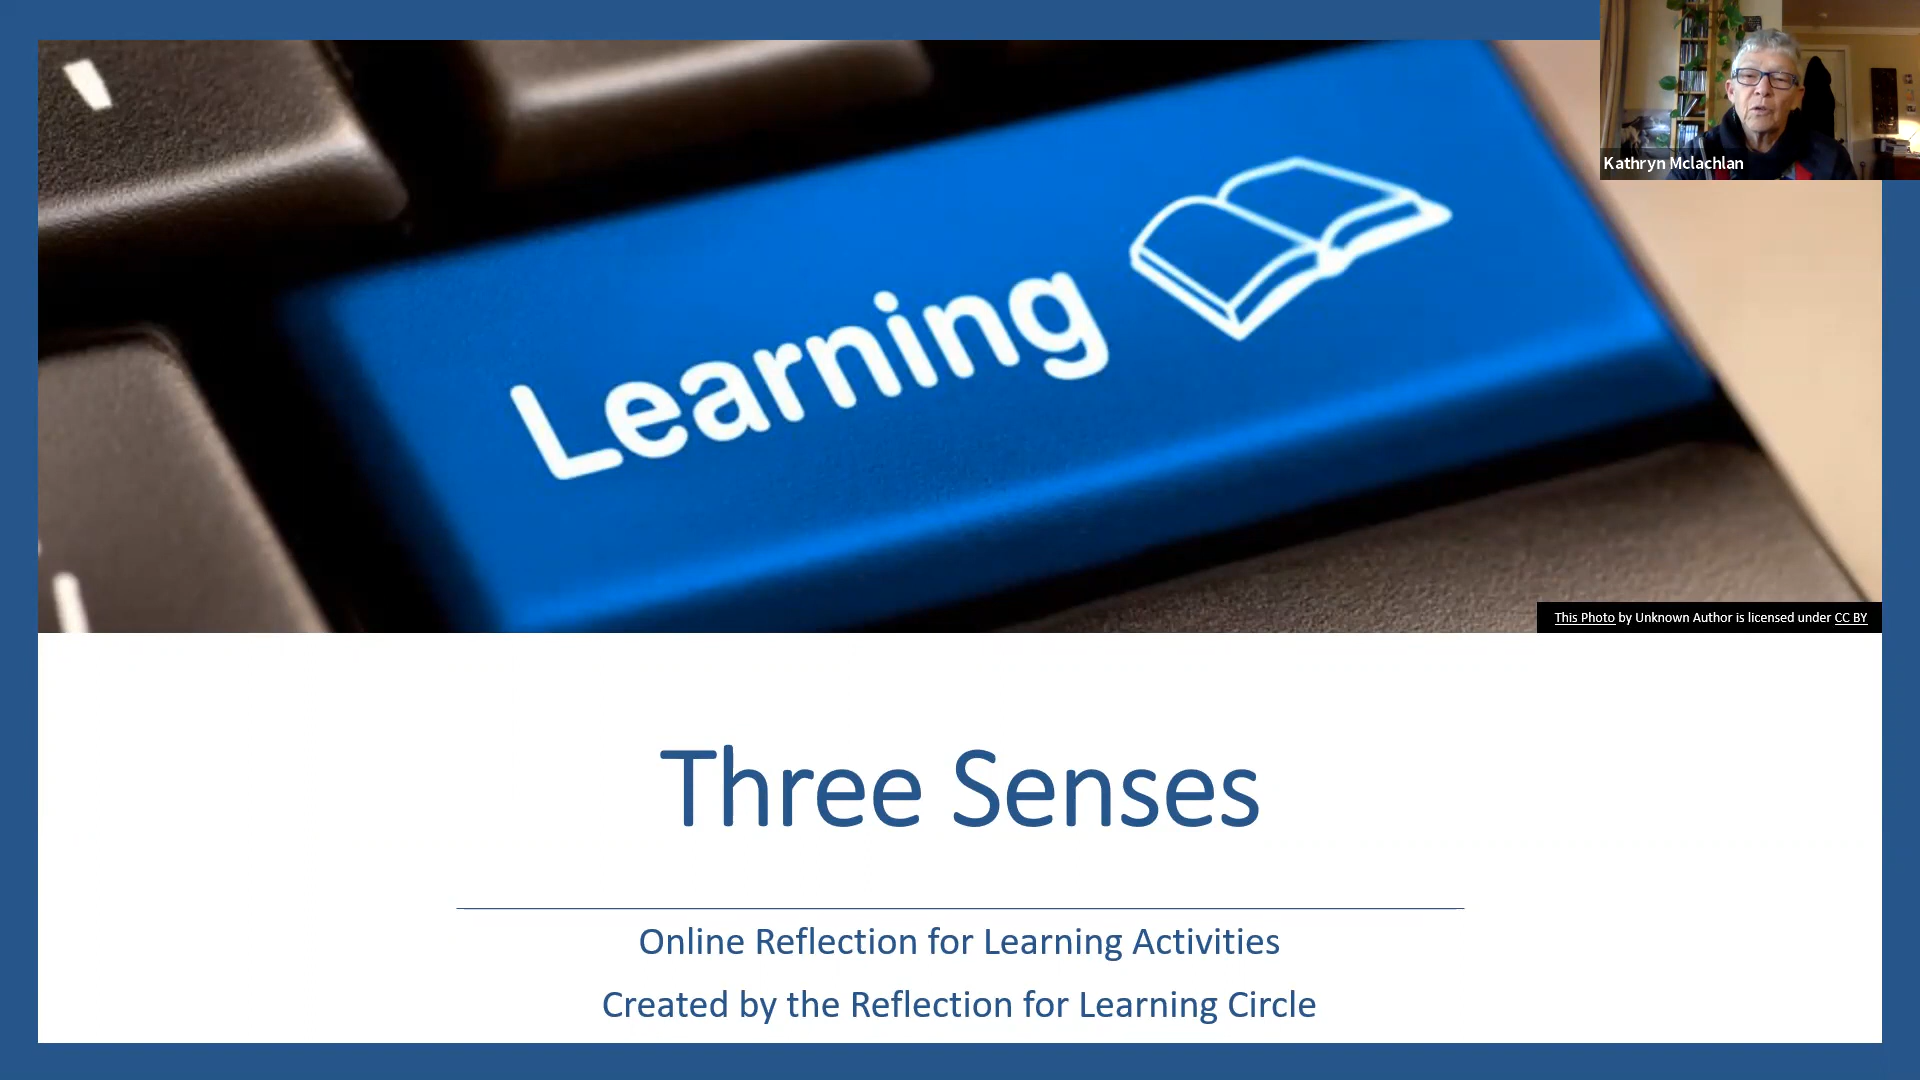 Kathryn Mclachlan
Learning
This Photo by Unknown Author is licensed under CC BY
Three Senses
Online Reflection for Learning Activities
Created by the Reflection for Learning Circle